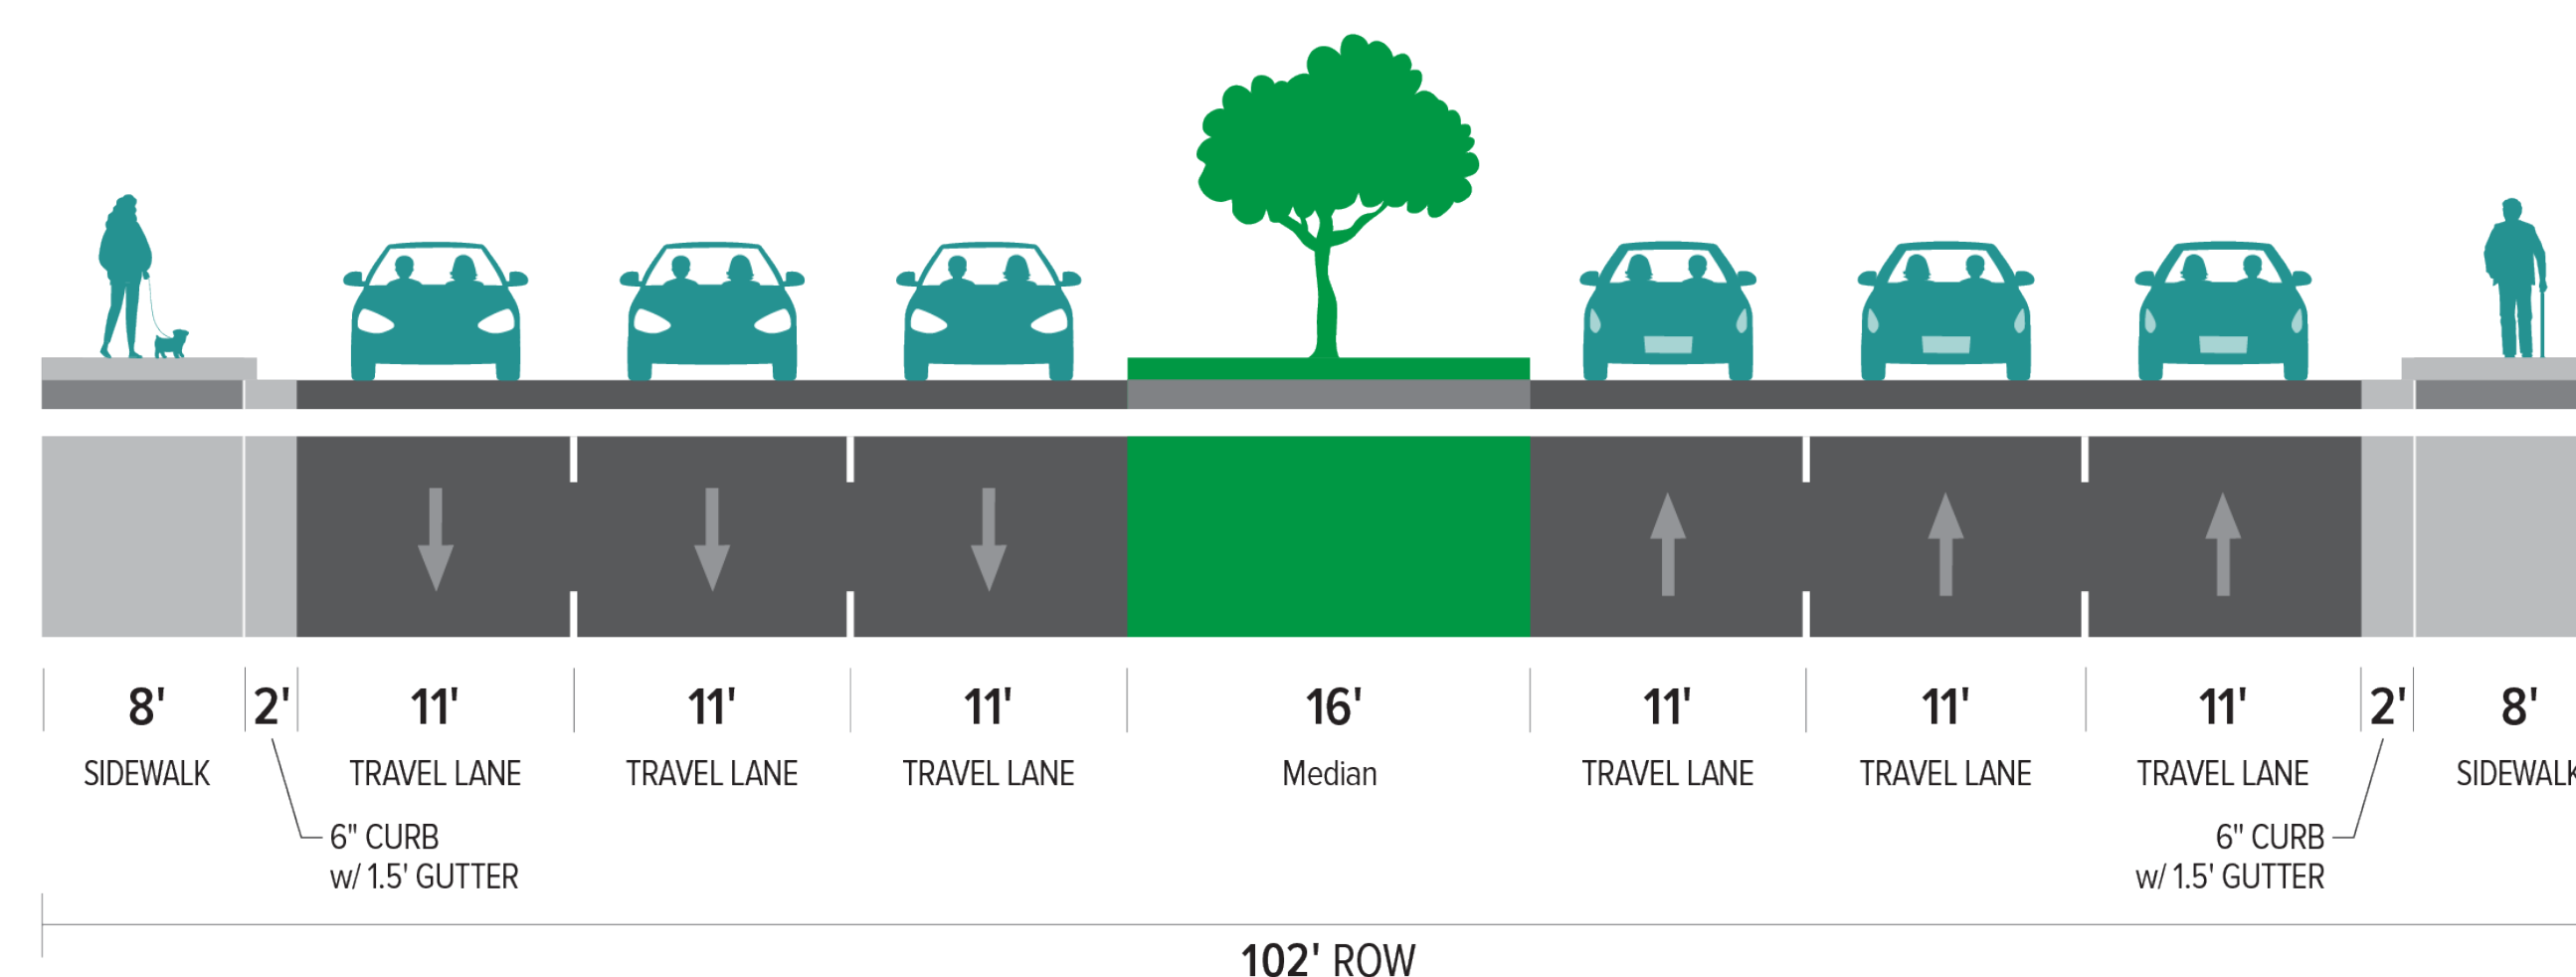 8' 2' 11' 11' 11' 16' 11' 11' 11' 2' 8'
SIDEWALK TRAVEL LANE TRAVEL LANE TRAVEL LANE Median TRAVEL LANE TRAVEL LANE TRAVEL LANE SIDEWALK
6" CURB 6" CURB
w/ 1.5' GUTTER w/ 1.5' GUTTER
102' ROW